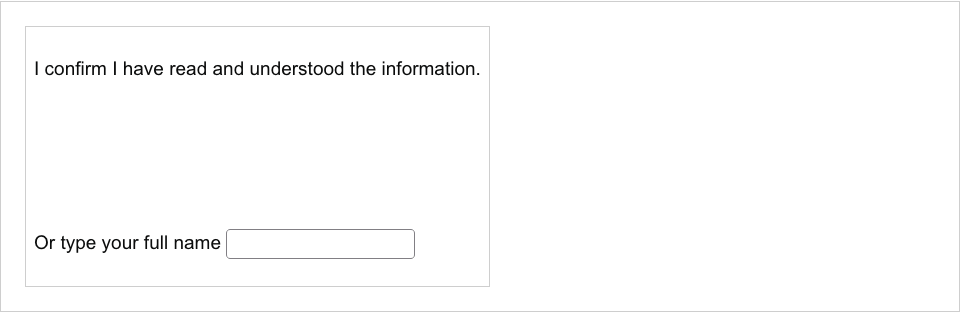 I confirm I have read and understood the information.
Or type your full name